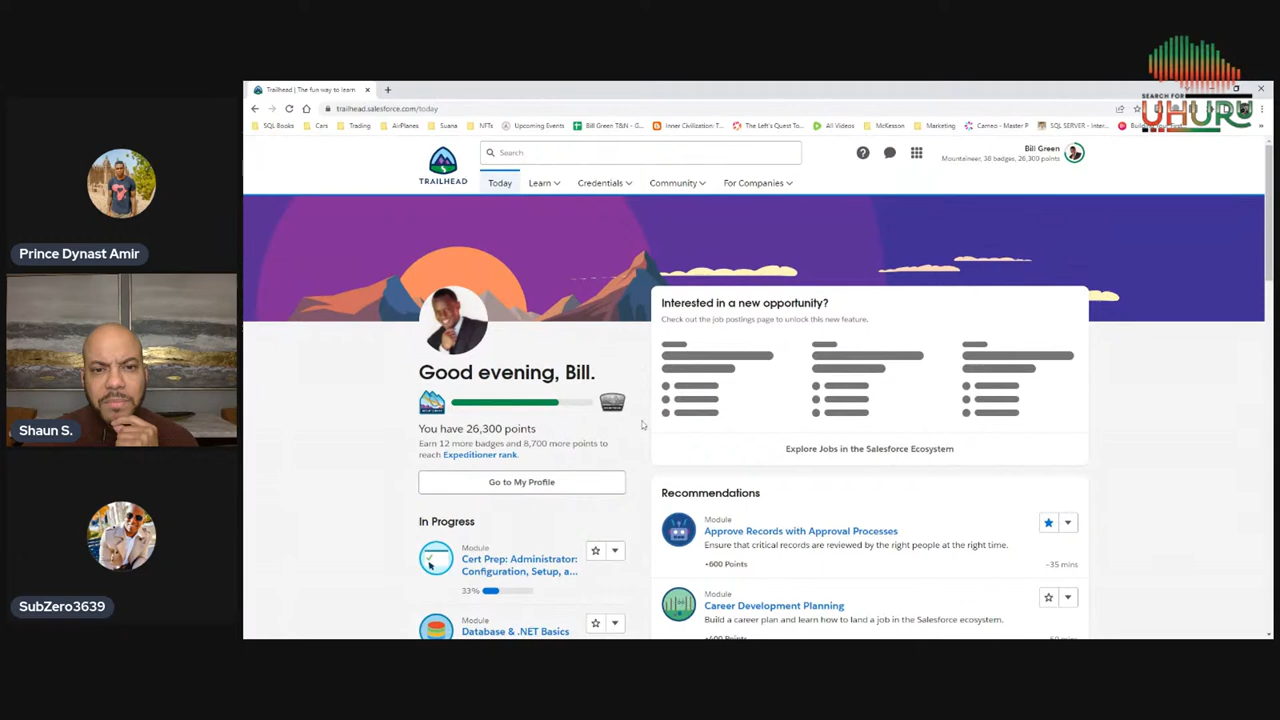 SEARCH FOR
UHURU
Trailhead | The fun way to learn
trailhead.salesforce.com/today
SQL Books
Cars
Trading
AirPlanes
Suana
NFTs
Upcoming Events
Bill Green T&N - G...
Inner Civilization: T...
The Left's Quest To...
All Videos
McKesson
Marketing
Cameo - Master P
SQL SERVER - Inter...
TRAILHEAD
Search
Bill Green
Mountaineer, 38 badges, 26,300 points
Today
Learn
Credentials
Community
For Companies
Prince Dynast Amir
Shaun S.
SubZero3639
Good evening, Bill.
You have 26,300 points
Earn 12 more badges and 8,700 more points to
reach Expeditioner rank.
Go to My Profile
In Progress
Module
Cert Prep: Administrator:
Configuration, Setup, a...
33%
Module
Database & .NET Basics
Interested in a new opportunity?
Check out the job postings page to unlock this new feature.
Explore Jobs in the Salesforce Ecosystem
Recommendations
Module
Approve Records with Approval Processes
Ensure that critical records are reviewed by the right people at the right time.
+600 Points
~35 mins
Module
Career Development Planning
Build a career plan and learn how to land a job in the Salesforce ecosystem.